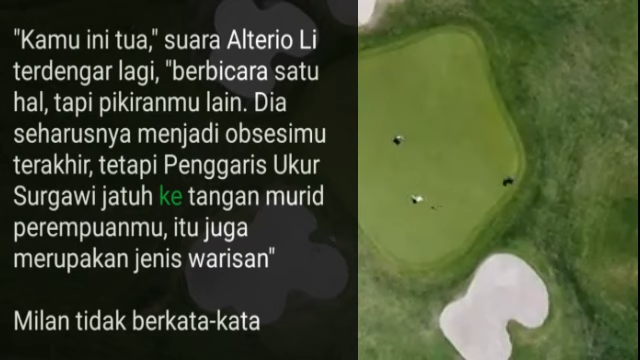 "Kamu ini tua," suara Alterio Li
terdengar lagi, "berbicara satu
hal, tapi pikiranmu lain. Dia
seharusnya menjadi obsesimu
terakhir, tetapi Penggaris Ukur
Surgawi jatuh ke tangan murid
perempuanmu, itu juga
merupakan jenis warisan"
Milan tidak berkata-kata